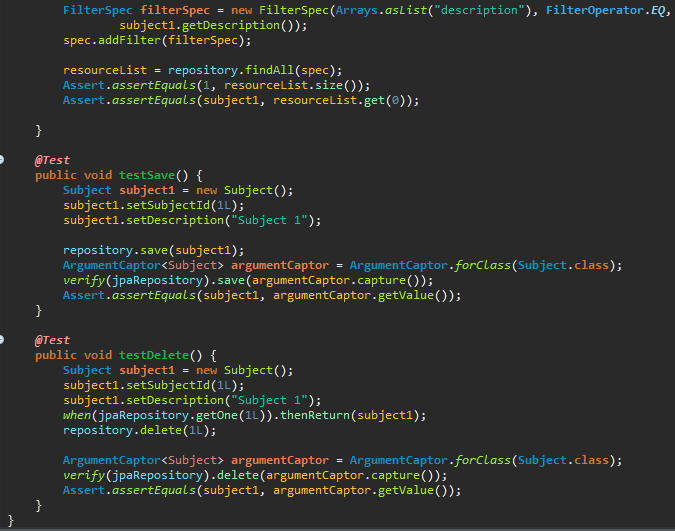 FilterSpec filterSpec = new FilterSpec(Arrays.asList("description"), FilterOperator.EQ,
subject1.getDescription());
spec.addFilter(filterSpec);
resourceList = repository.findAll(spec);
Assert.assertEquals(1, resourceList.size());
Assert.assertEquals(subject1, resourceList.get(0));
}
@Test
public void testSave() {
Subject subject1 = new Subject();
subject1.setSubjectId(1L);
subject1.setDescription("Subject 1");
repository.save(subject1);
ArgumentCaptor<Subject> argumentCaptor = ArgumentCaptor.forClass(Subject.class);
verify(jpaRepository).save(argumentCaptor.capture());
Assert.assertEquals(subject1, argumentCaptor.getValue());
}
@Test
public void testDelete() {
Subject subject1 = new Subject();
subject1.setSubjectId(1L);
subject1.setDescription("Subject 1");
when(jpaRepository.getOne(1L)).thenReturn(subject1);
repository.delete(1L);
ArgumentCaptor<Subject> argumentCaptor = ArgumentCaptor.forClass(Subject.class);
verify(jpaRepository).delete(argumentCaptor.capture());
Assert.assertEquals(subject1, argumentCaptor.getValue());
}
}